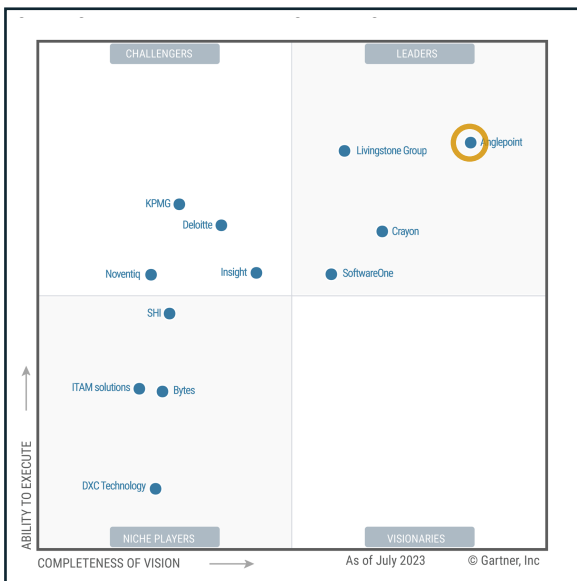 CHALLENGERS
LEADERS
Anglepoint
Livingstone Group
KPMG
Deloitte
Crayon
Noventiq
Insight
SoftwareOne
SHI
ITAM solutions
Bytes
DXC Technology
ABILITY TO EXECUTE
NICHE PLAYERS
VISIONARIES
COMPLETENESS OF VISION
As of July 2023
© Gartner, Inc